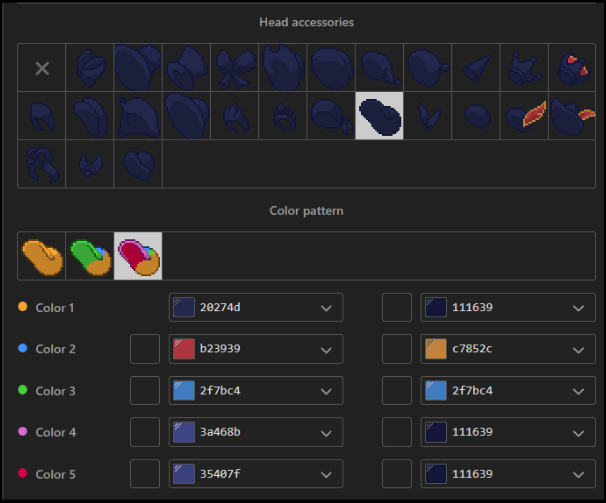 Head accessories
Color pattern
Color 1 20274d 111639
Color 2 b23939 c7852c
Color 3 2f7bc4 2f7bc4
Color 4 3a468b 111639
Color 5 35407f 111639